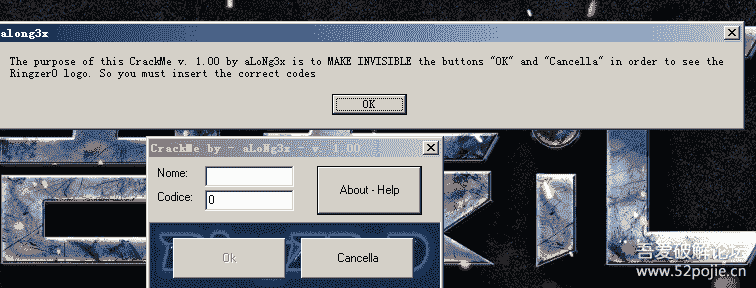 along3x
The purpose of this CrackMe v. 1.00 by aLoNg3x is to MAKE INVISIBLE the buttons "OK" and "Cancella" in order to see the
RingzerO logo. So you must insert the correct codes
OK
CrackMe by - aLoNg3x - v. 1.00
Nome:
Codice: 0
About - Help
Ok
Cancella
吾爱破解论坛
www.52pojie.cn